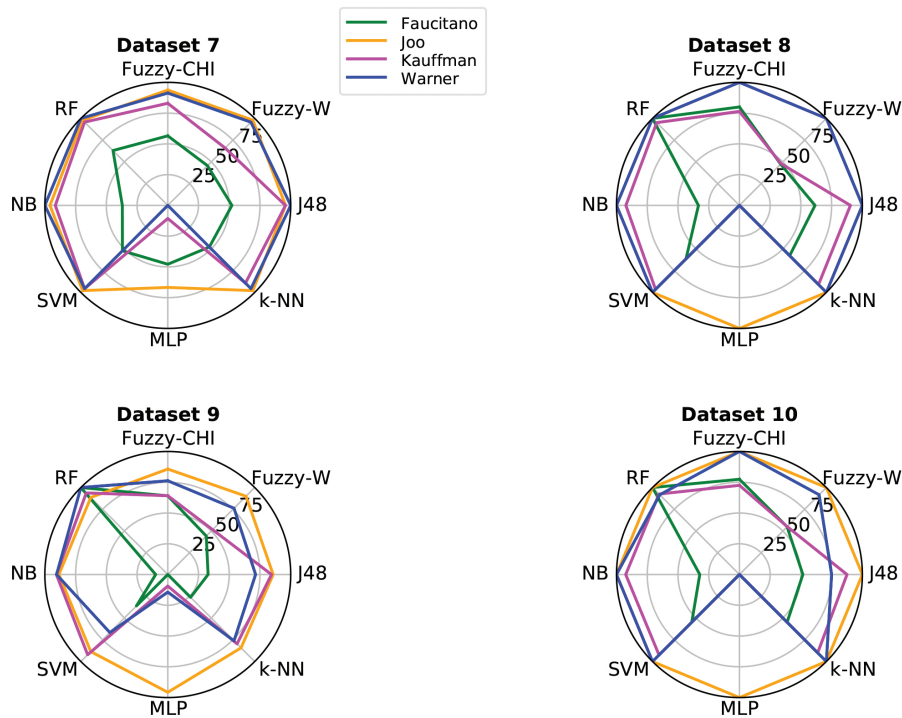 Faucitano
Joo
Kauffman
Warner
Dataset 7
Fuzzy-CHI
RF
Fuzzy-W
75
50
25
NB
J48
SVM
k-NN
MLP
Dataset 8
Fuzzy-CHI
RF
Fuzzy-W
75
50
25
NB
J48
SVM
k-NN
MLP
Dataset 9
Fuzzy-CHI
RF
Fuzzy-W
75
50
25
NB
J48
SVM
k-NN
MLP
Dataset 10
Fuzzy-CHI
RF
Fuzzy-W
75
50
25
NB
J48
SVM
k-NN
MLP